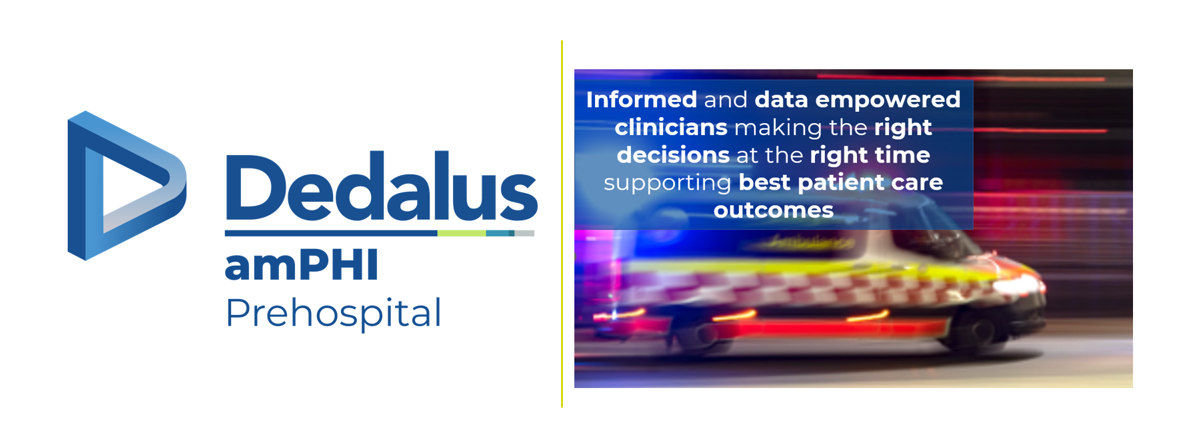 Dedalus
amPHI
Prehospital
Informed and data empowered
clinicians making the right
decisions at the right time
supporting best patient care
outcomes
Ambulance